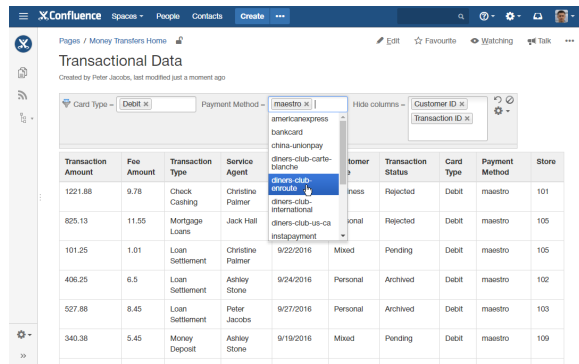 Confluence Spaces People Contacts Create •••
Pages / Money Transfers Home
Edit Favourite Watching Talk •••
Transactional Data
Created by Peter Jacobs, last modified just a moment ago
Card Type = Debit × Payment Method = maestro × Hide columns = Customer ID ×
Transaction ID ×
americanexpress
bankcard
china-unionpay
diners-club-carte-
blanche
diners-club-
enroute
diners-club-
international
diners-club-us-ca
instapayment
Transaction Amount Fee Amount Transaction Type Service Agent tomer Transaction Status Card Type Payment Method Store
1221.88 9.78 Check Cashing Christine Palmer iness Rejected Debit maestro 101
825.13 11.55 Mortgage Loans Jack Hall onal Rejected Debit maestro 105
101.25 1.01 Loan Settlement Christine Palmer 9/22/2016 Mixed Pending Debit maestro 105
406.25 6.5 Loan Settlement Ashley Stone 9/24/2016 Personal Archived Debit maestro 102
527.88 8.45 Loan Settlement Peter Jacobs 9/27/2016 Personal Archived Debit maestro 103
340.38 5.45 Money Deposit Ashley Stone 9/19/2016 Mixed Pending Debit maestro 109